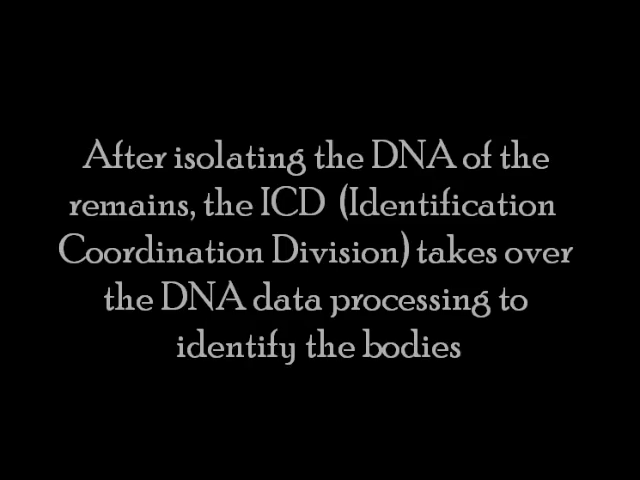 After isolating the DNA of the
remains, the ICD (Identification
Coordination Division) takes over
the DNA data processing to
identify the bodies